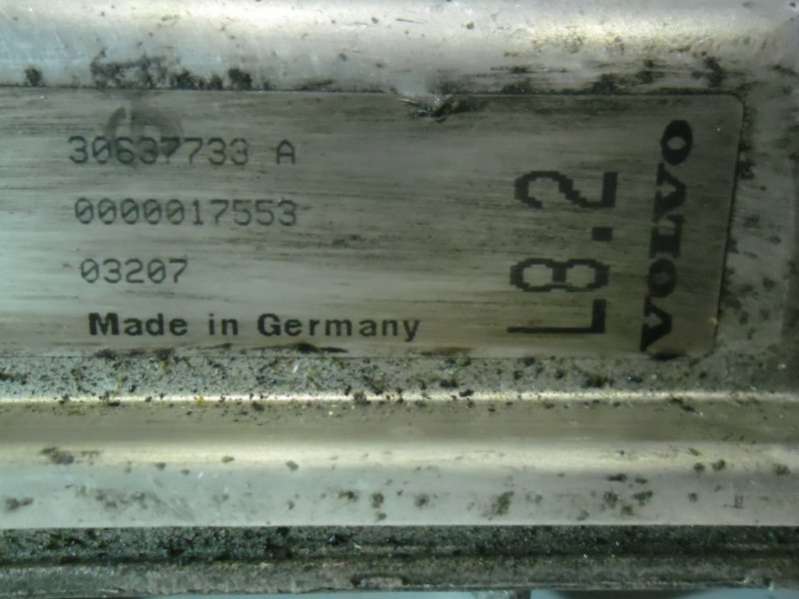 30637733 A
0000017553
03207
Made in Germany
L8.2
VOLVO